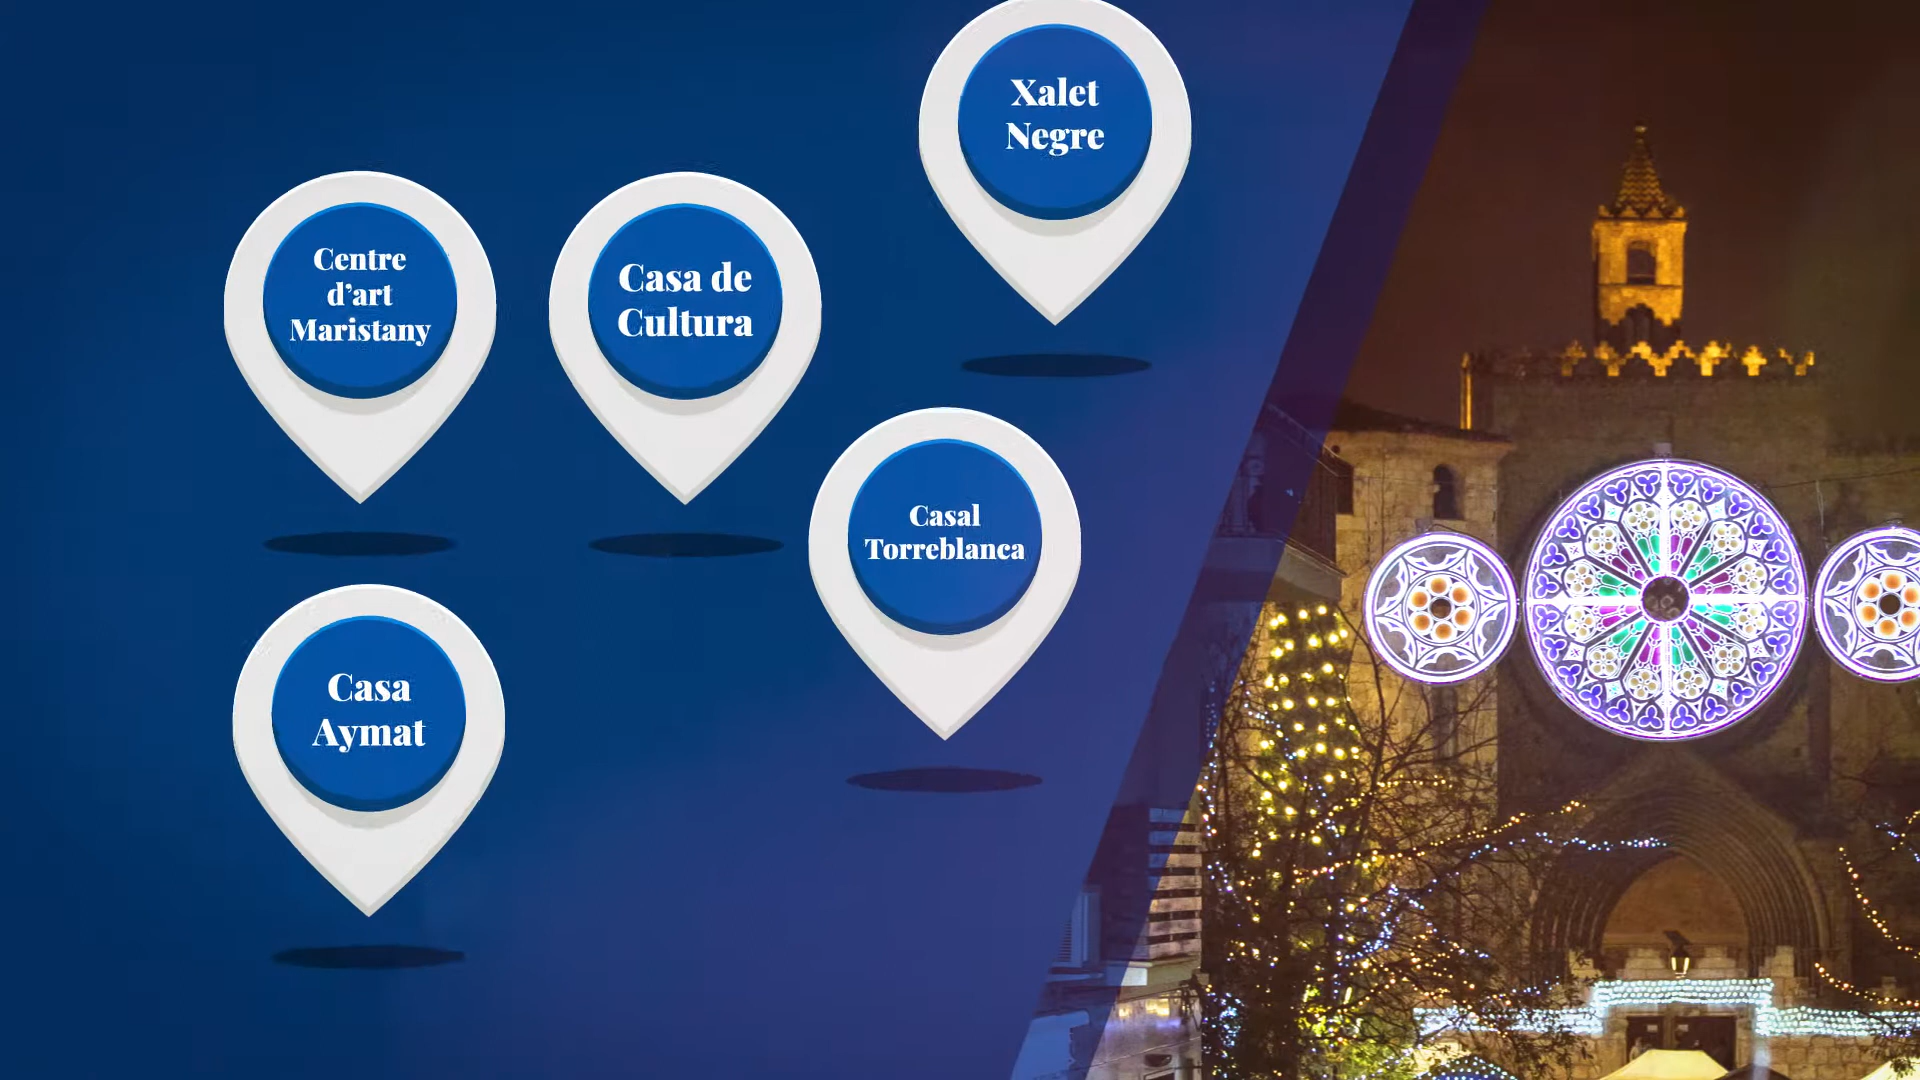 Xalet
Negre
Centre
d’art
Maristany
Casa de
Cultura
Casal
Torreblanca
Casa
Aymat